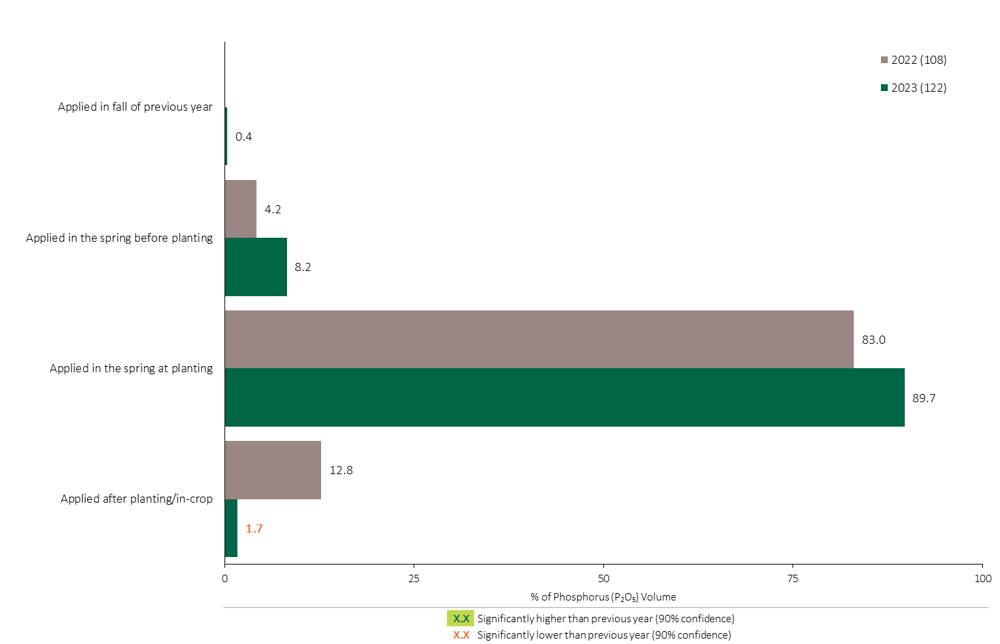 2022 (108)
2023 (122)
Applied in fall of previous year
0.4
4.2
Applied in the spring before planting
8.2
83.0
Applied in the spring at planting
89.7
12.8
Applied after planting/in-crop
1.7
0 25 50 75 100
% of Phosphorus (P₂O₅) Volume
X.X Significantly higher than previous year (90% confidence)
X.X Significantly lower than previous year (90% confidence)